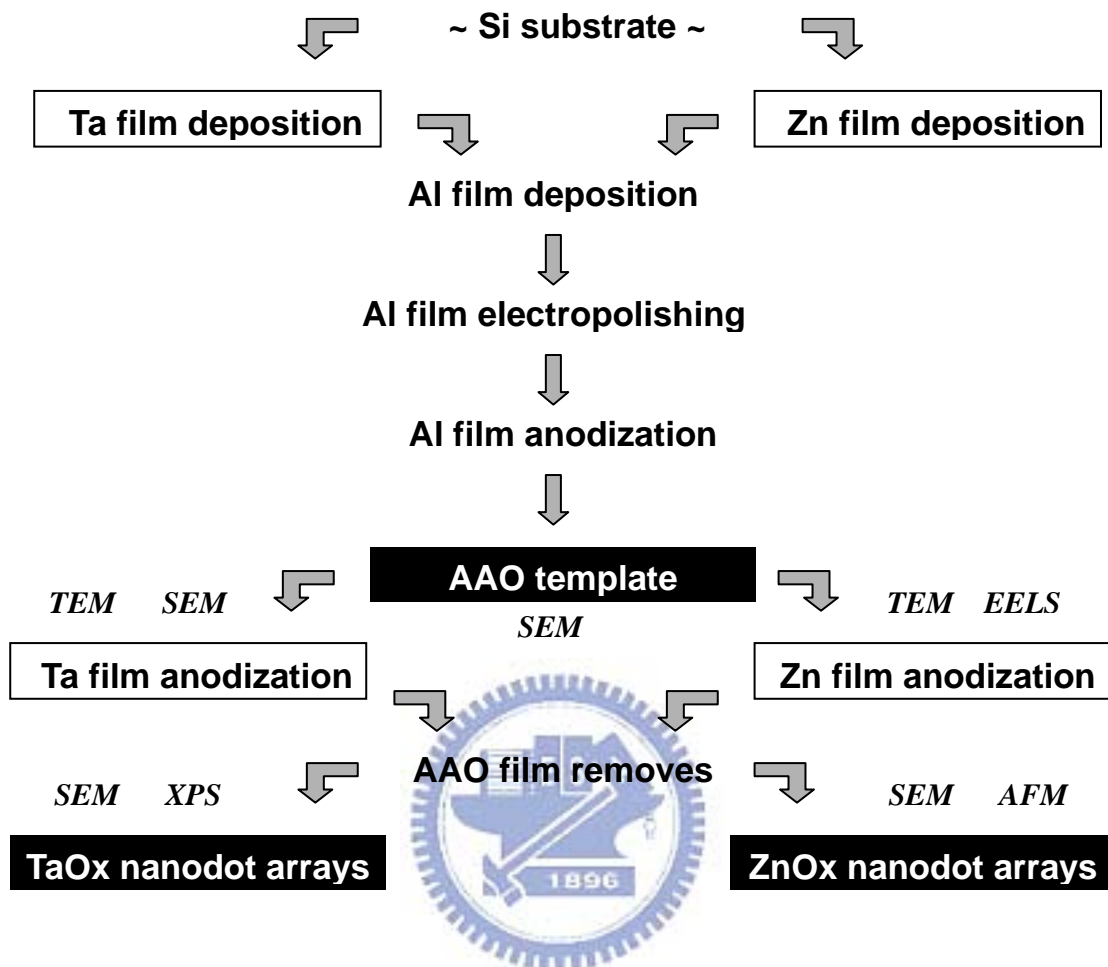 ~ Si substrate ~
Ta film deposition
Zn film deposition
Al film deposition
Al film electropolishing
Al film anodization
AAO template
TEM SEM
SEM
TEM EELS
Ta film anodization
Zn film anodization
AAO film removes
SEM XPS
SEM AFM
TaOx nanodot arrays
ZnOx nanodot arrays
1896